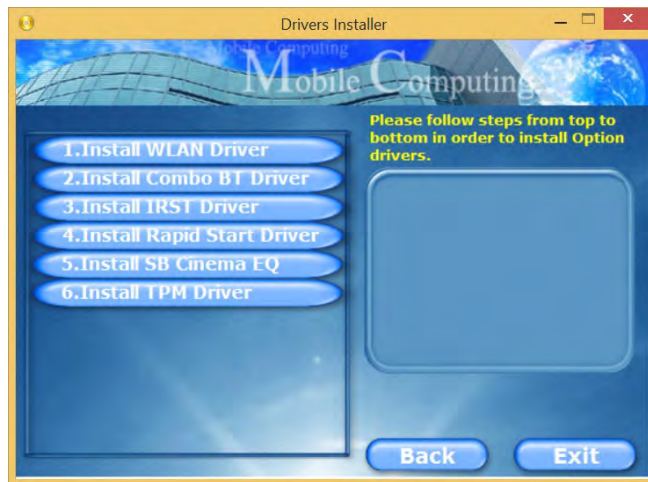 Drivers Installer
Mobile Computing
Mobile Computing
Please follow steps from top to
bottom in order to install Option
drivers.
1.Install WLAN Driver
2.Install Combo BT Driver
3.Install IRST Driver
4.Install Rapid Start Driver
5.Install SB Cinema EQ
6.Install TPM Driver
Back
Exit